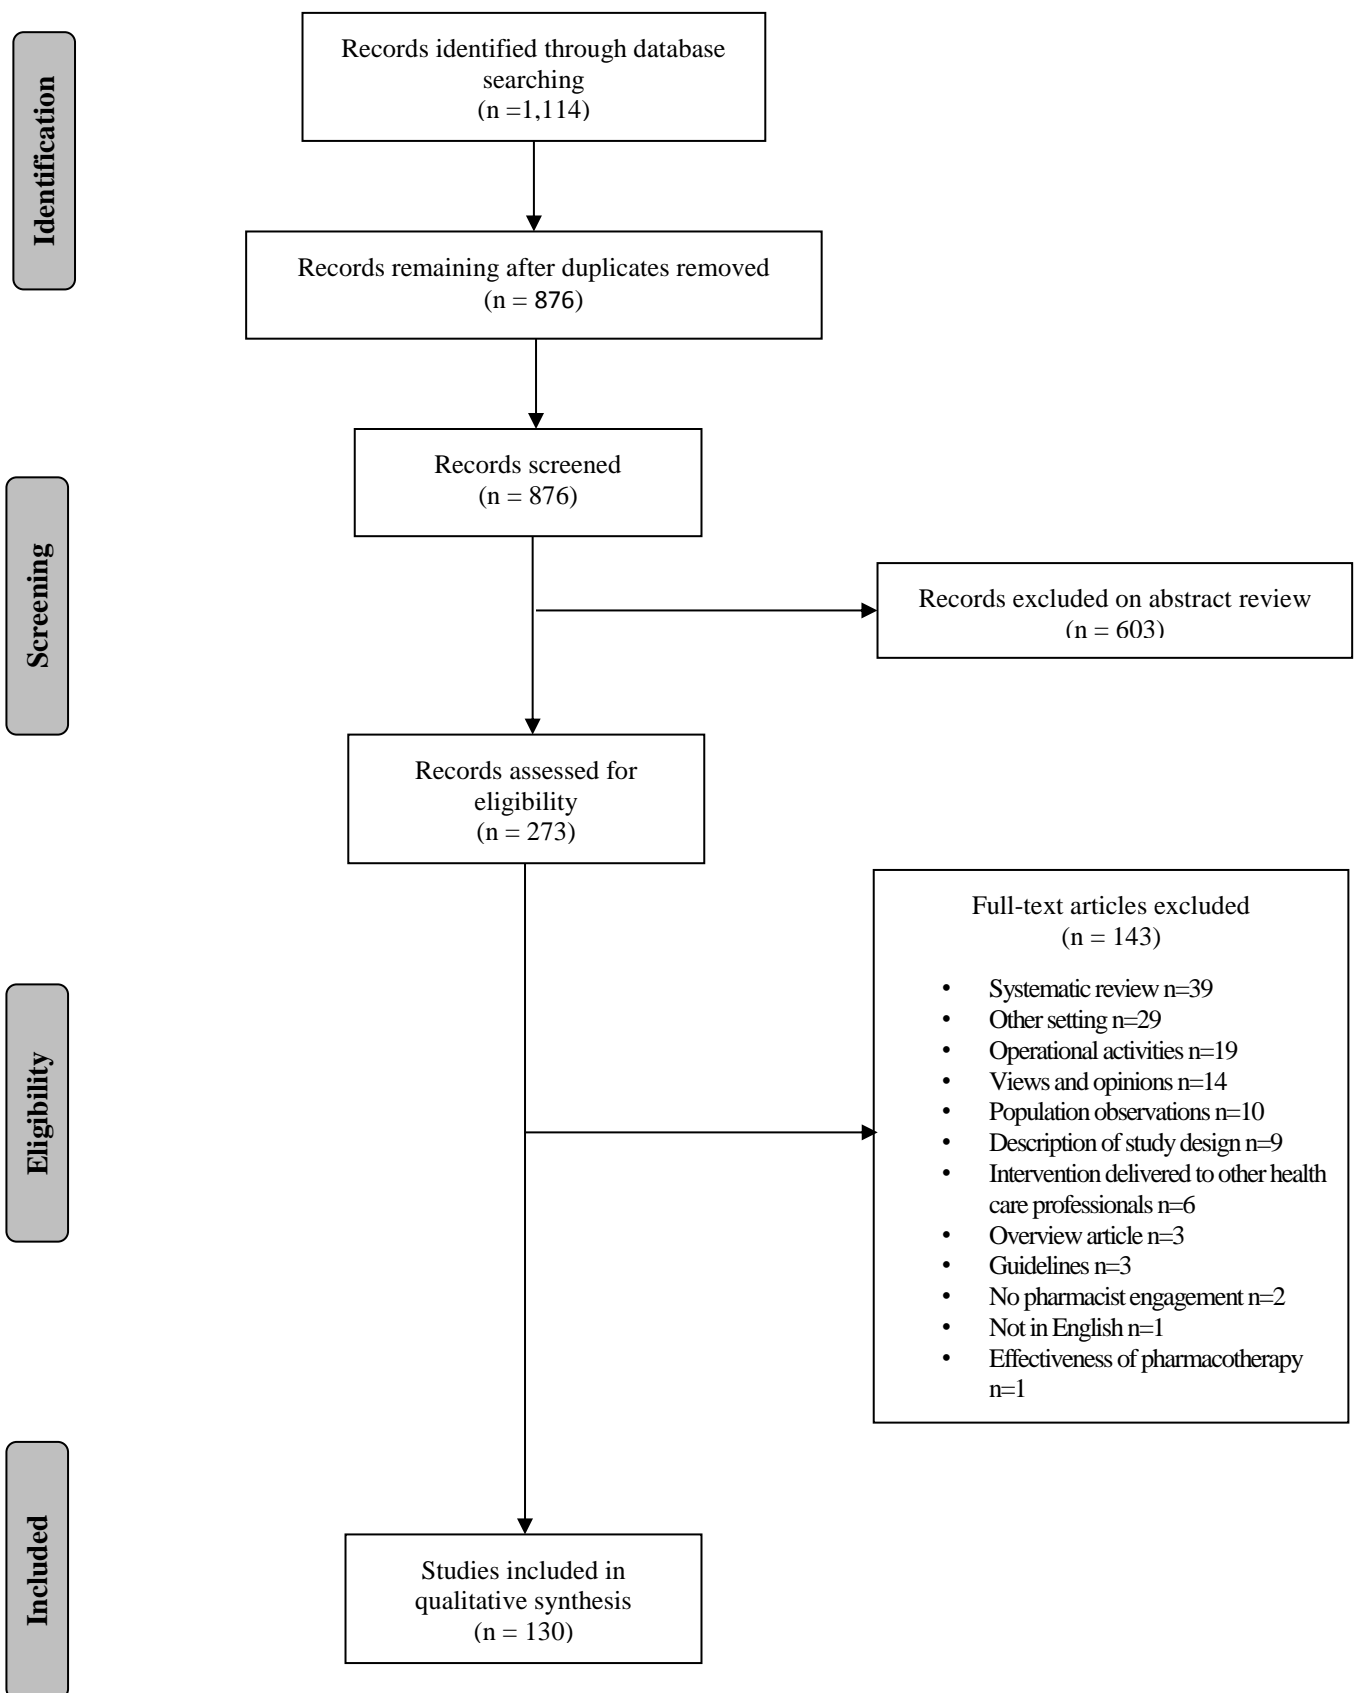 Identification
Records identified through database
searching
(n =1,114)
Records remaining after duplicates removed
(n = 876)
Screening
Records screened
(n = 876)
Records excluded on abstract review
(n = 603)
Records assessed for
eligibility
(n = 273)
Eligibility
Full-text articles excluded
(n = 143)
• Systematic review n=39
• Other setting n=29
• Operational activities n=19
• Views and opinions n=14
• Population observations n=10
• Description of study design n=9
• Intervention delivered to other health
care professionals n=6
• Overview article n=3
• Guidelines n=3
• No pharmacist engagement n=2
• Not in English n=1
• Effectiveness of pharmacotherapy
n=1
Included
Studies included in
qualitative synthesis
(n = 130)